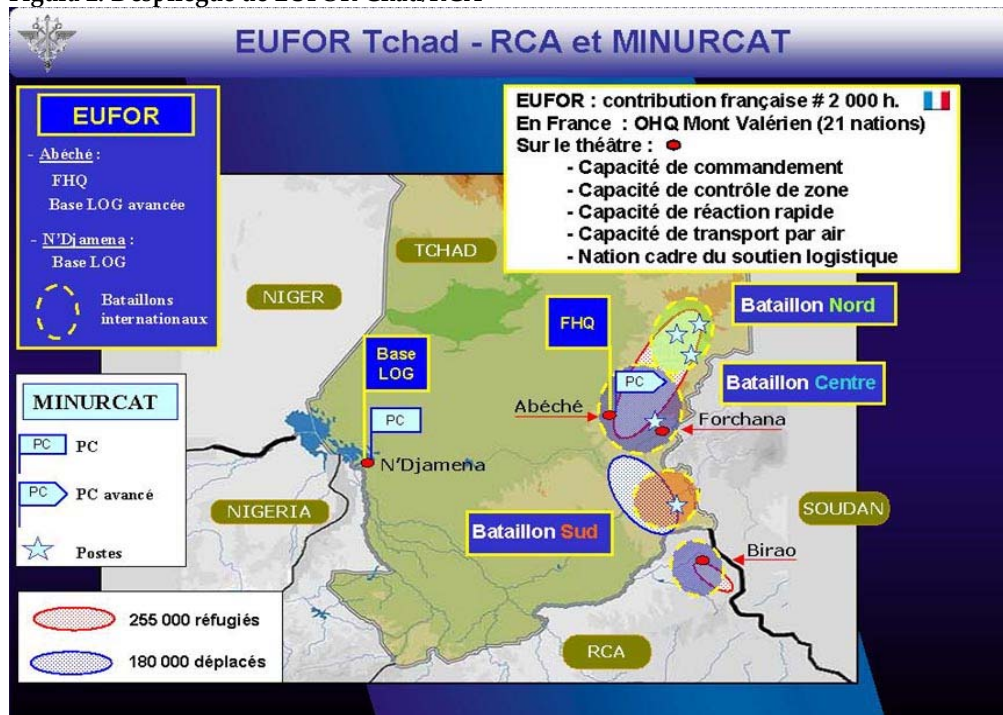 EUFOR Tchad - RCA et MINURCAT
EUFOR
- Abéché :
FHQ
Base LOG avancée
- N'Djamena :
Base LOG
Bataillons
internationaux
EUFOR : contribution française # 2 000 h.
En France : OHQ Mont Valérien (21 nations)
Sur le théâtre :
- Capacité de commandement
- Capacité de contrôle de zone
- Capacité de réaction rapide
- Capacité de transport par air
- Nation cadre du soutien logistique
TCHAD
NIGER
FHQ
Bataillon Nord
Base
LOG
PC
Bataillon Centre
PC
Abéché
Forchana
N'Djamena
NIGERIA
SOUDAN
Bataillon Sud
Birao
RCA
MINURCAT
PC PC
PC PC avancé
Postes
255 000 réfugiés
180 000 déplacés